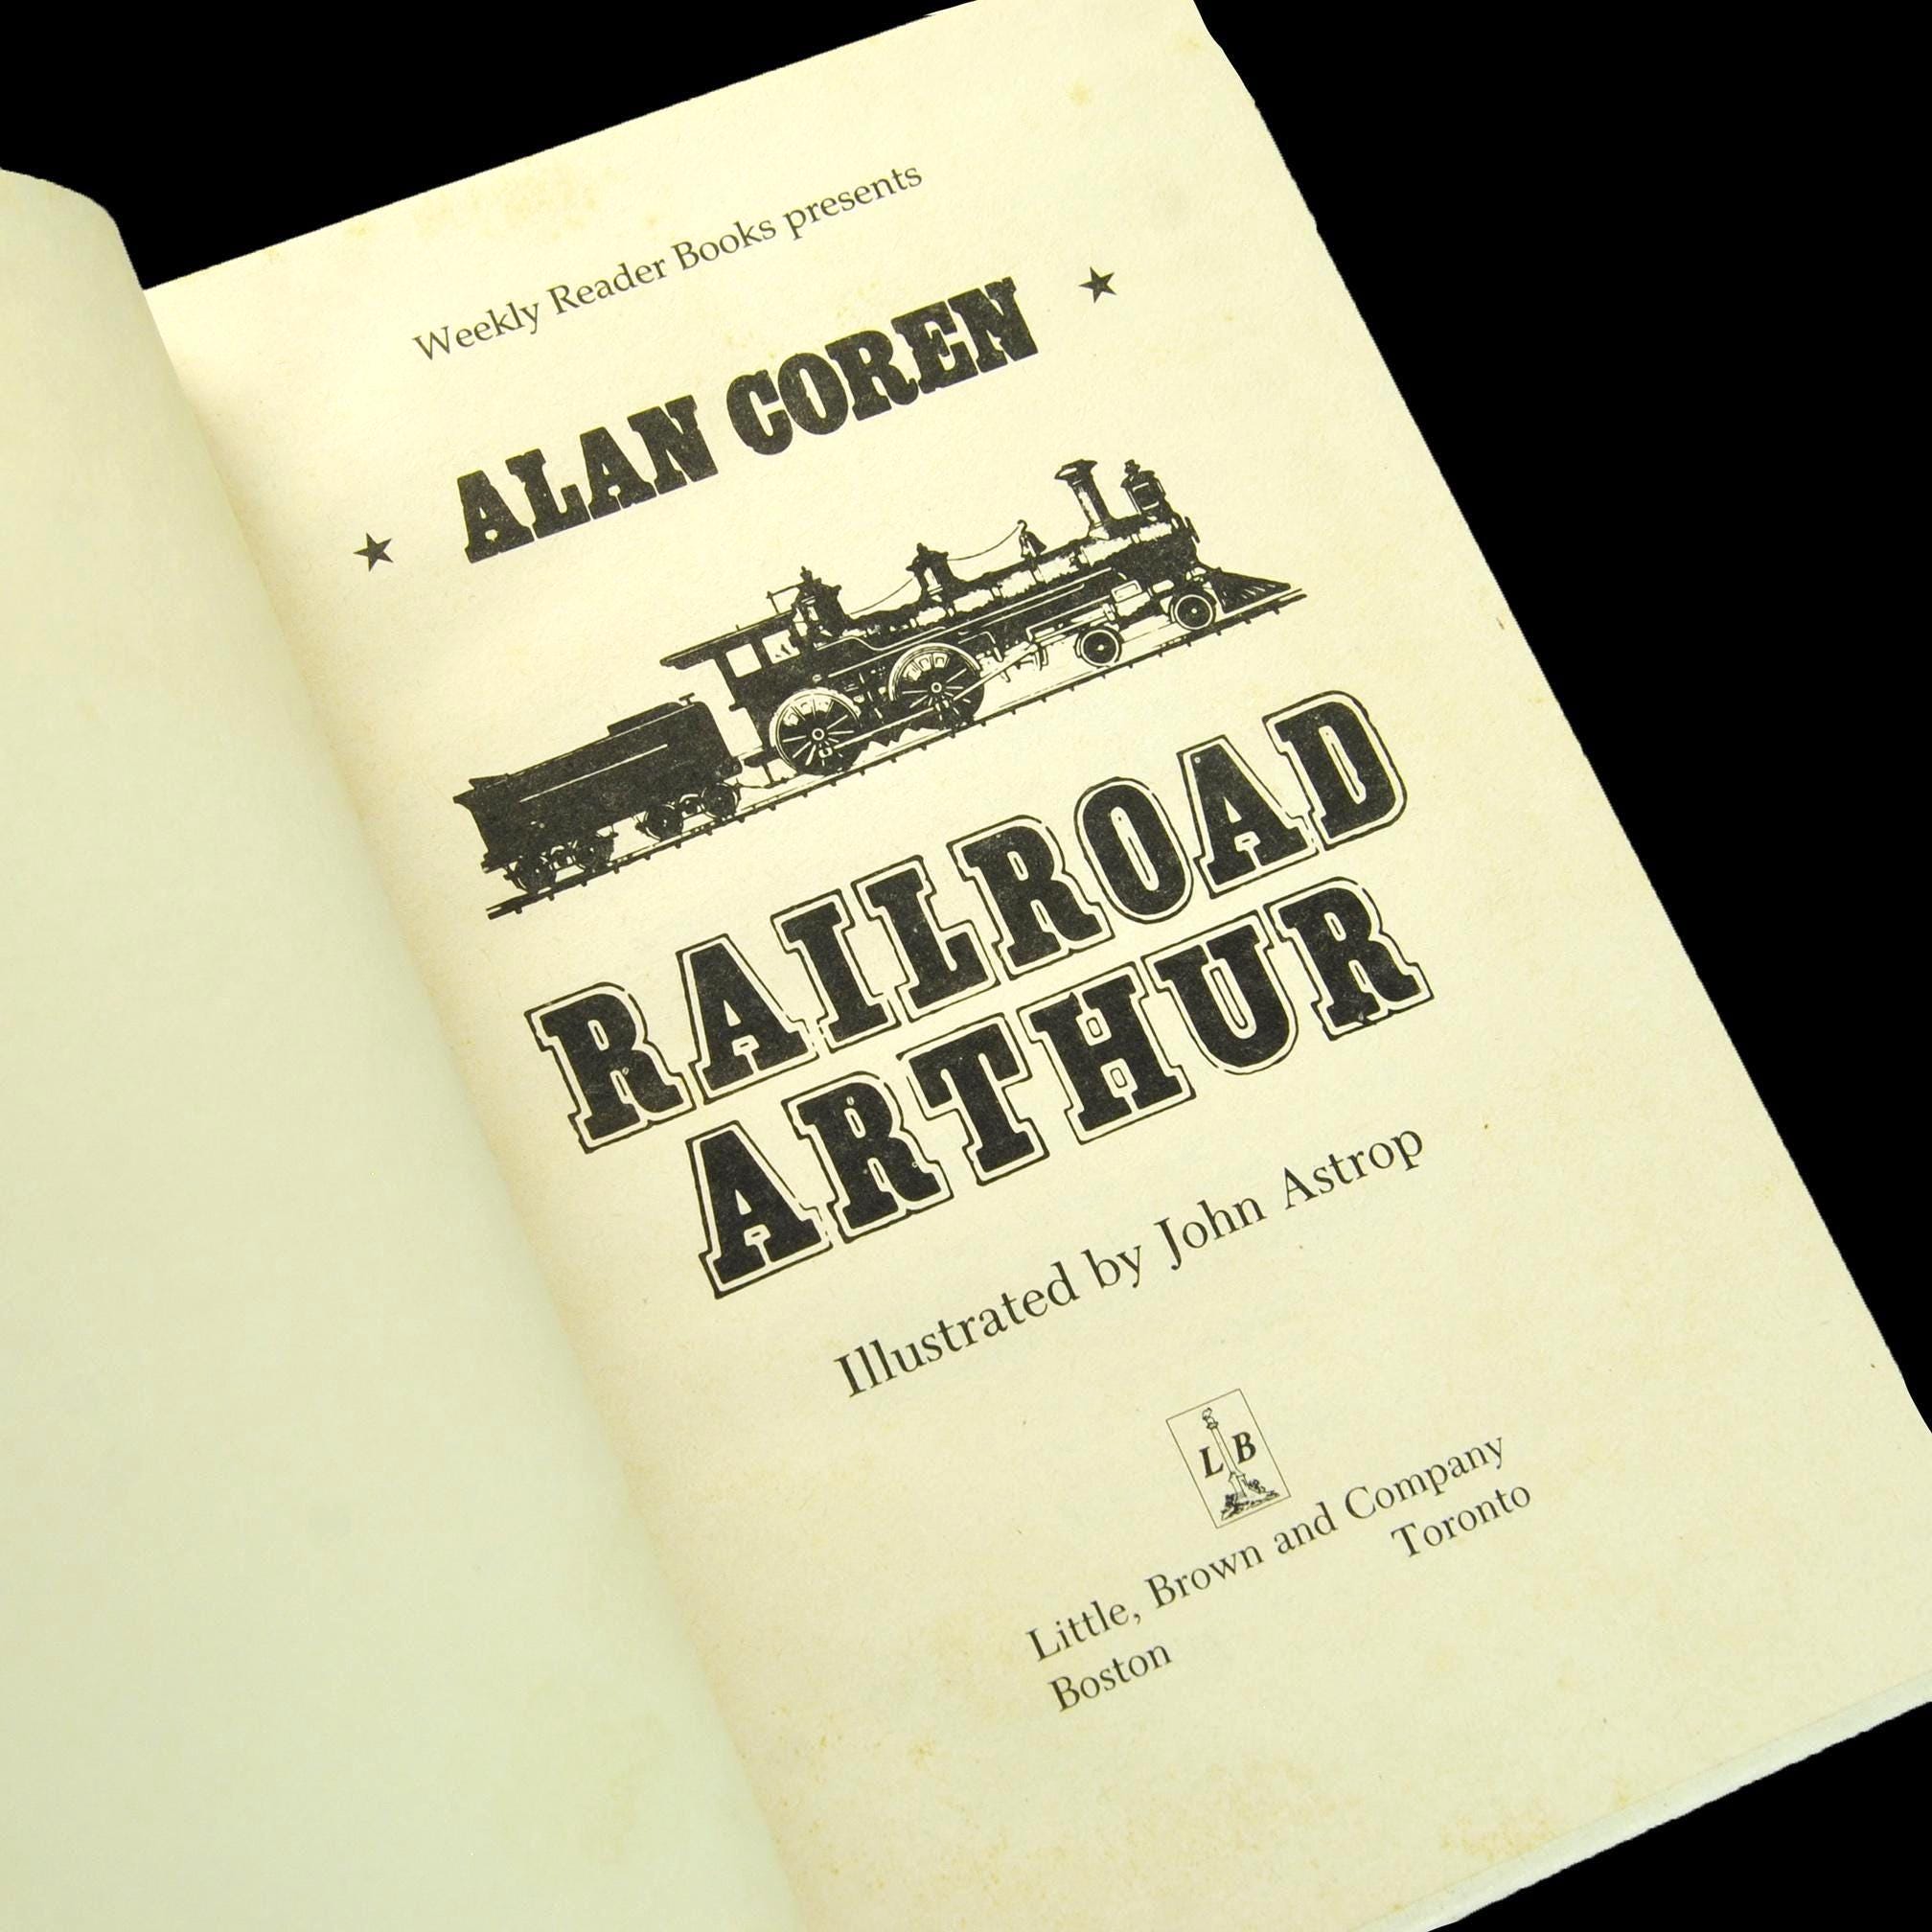 Weekly Reader Books presents
ALAN COREN
RAILROAD
ARTHUR
Illustrated by John Astrop
L B
Little, Brown and Company
Boston Toronto